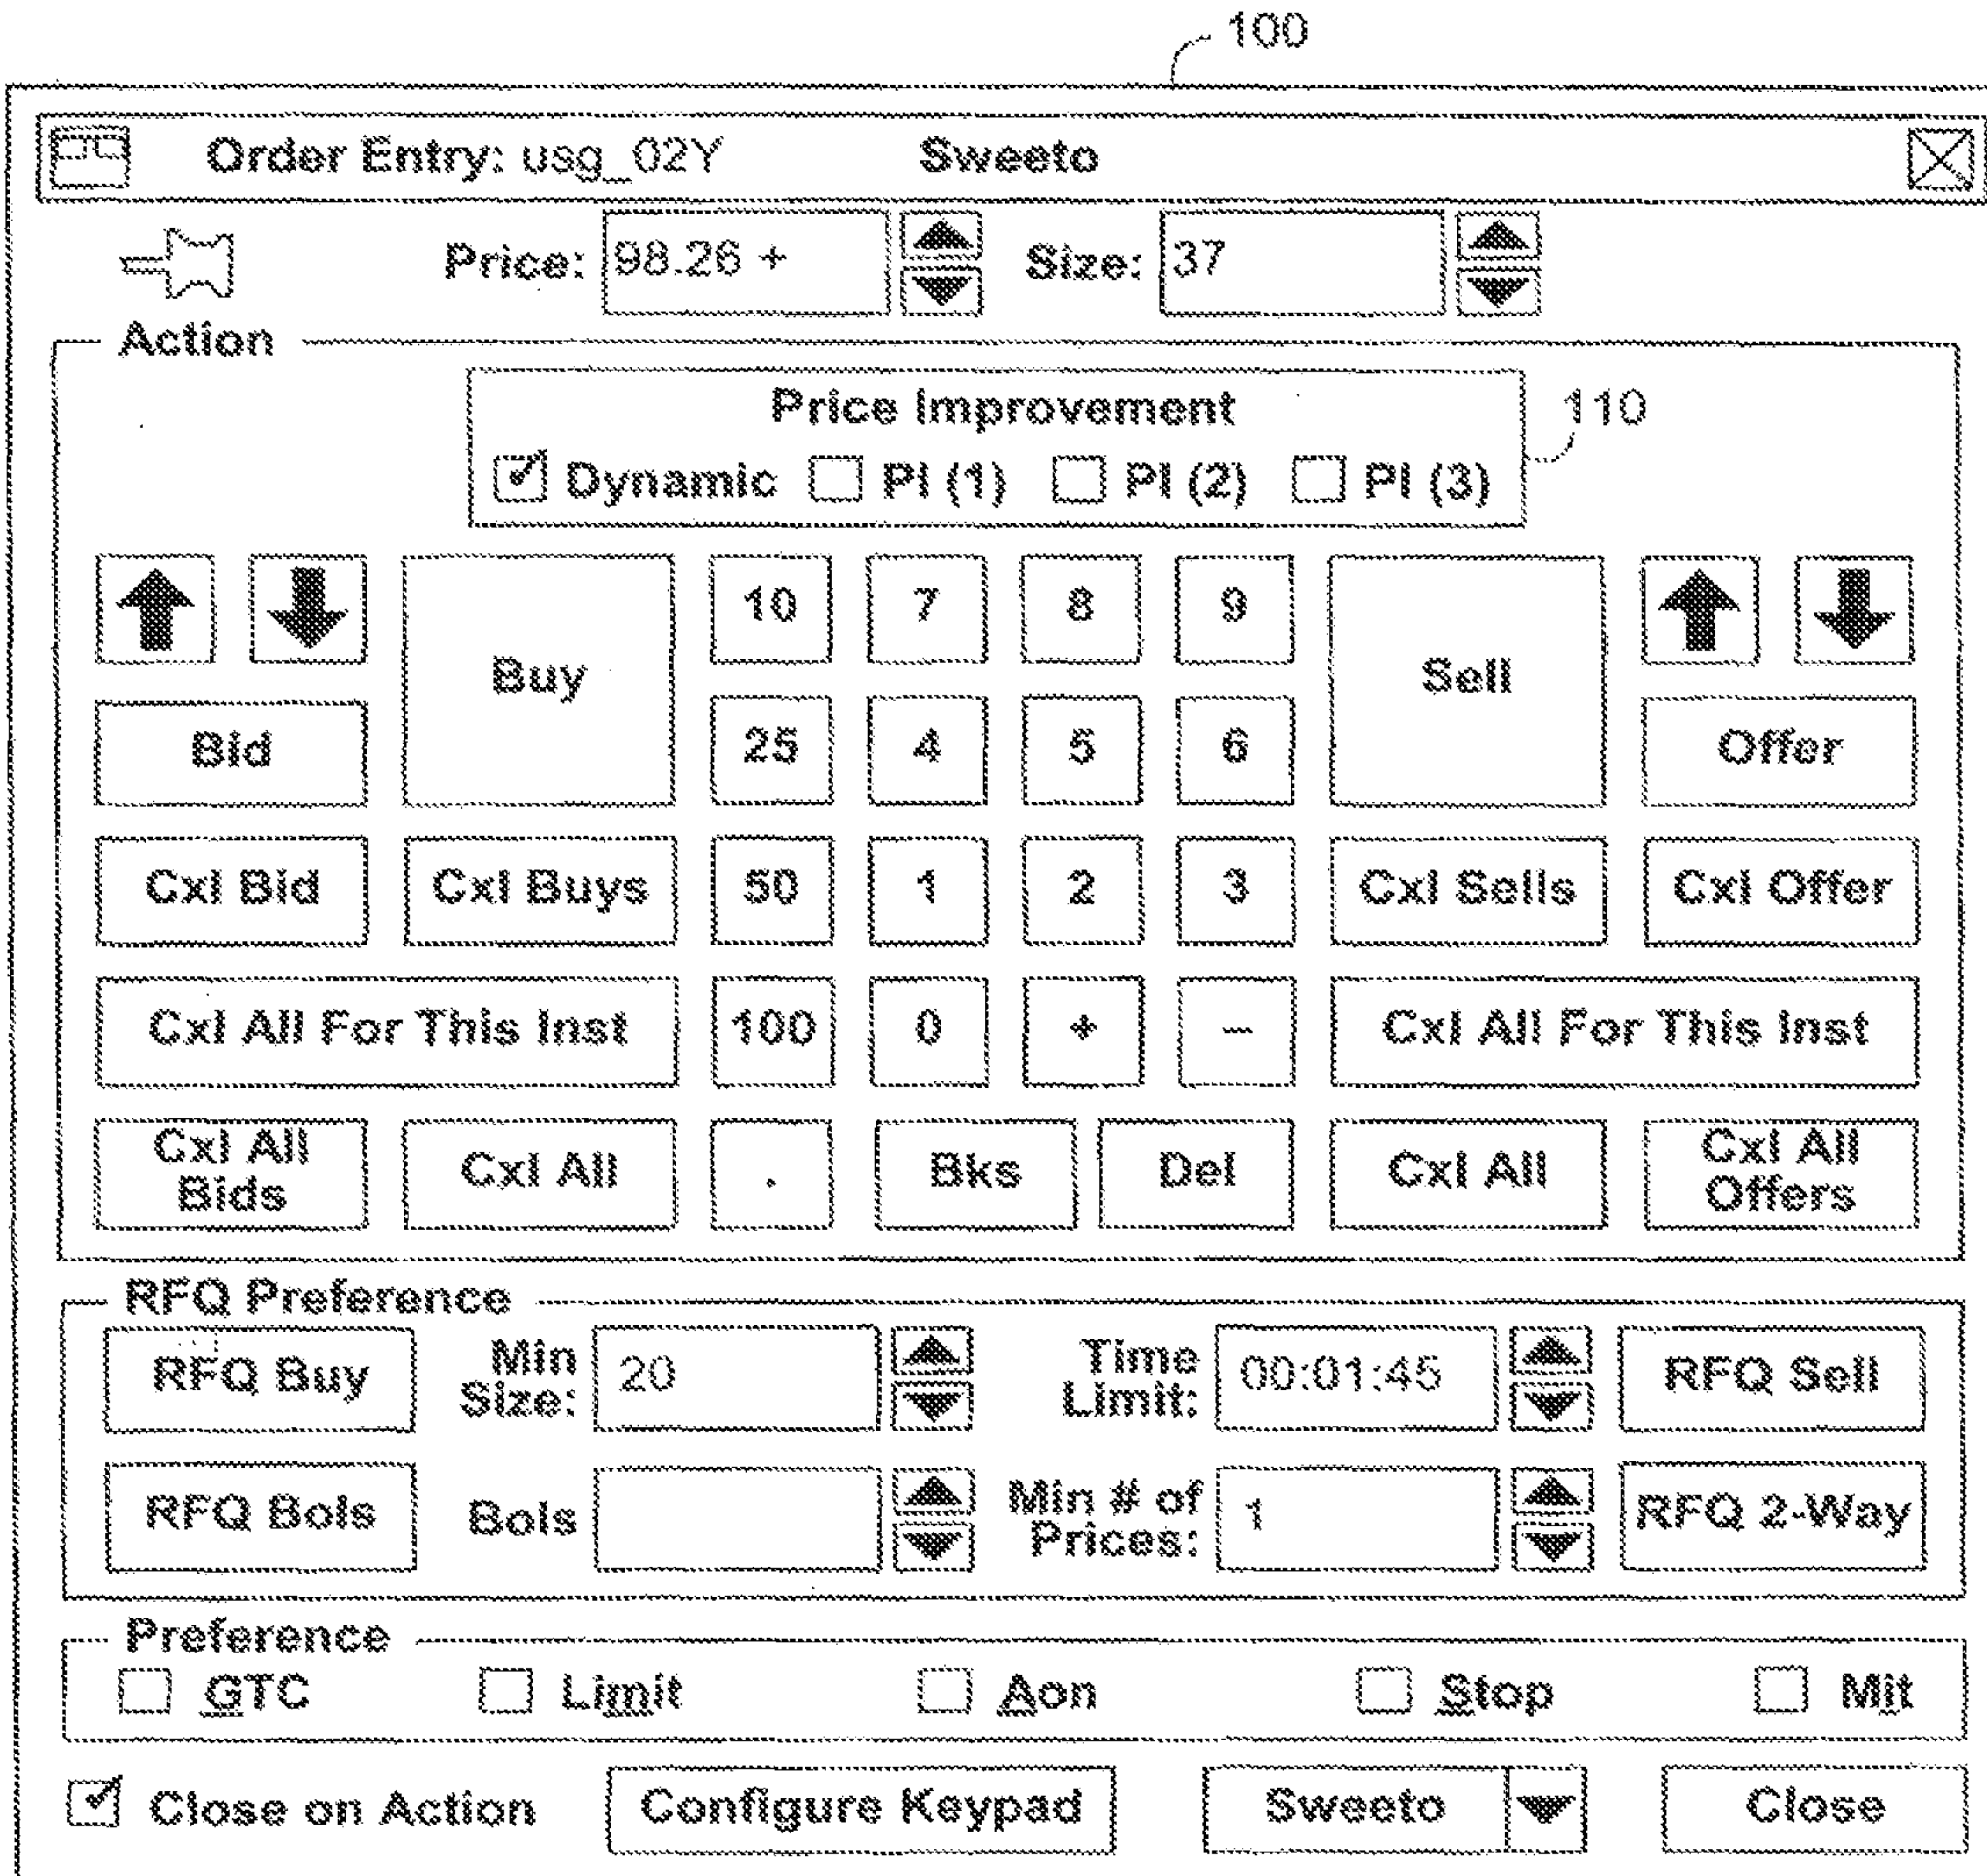 100
Order Entry: usg_02Y Sweeto
Price: 98.26 + Size: 37
Action
Price Improvement
110
Dynamic PI (1) PI (2) PI (3)
Buy 10 7 8 9 Sell
Bid 25 4 5 6 Offer
Cxl Bid Cxl Buys 50 1 2 3 Cxl Sells Cxl Offer
Cxl All For This Inst 100 0 + – Cxl All For This Inst
Cxl All Bids Cxl All . Bks Del Cxl All Cxl All Offers
RFQ Preference
RFQ Buy Min Size: 20 Time Limit: 00:01:45 RFQ Sell
RFQ Bols Bols Min # of Prices: 1 RFQ 2-Way
Preference
GTC Limit Aon Stop Mit
Close on Action Configure Keypad Sweeto Close